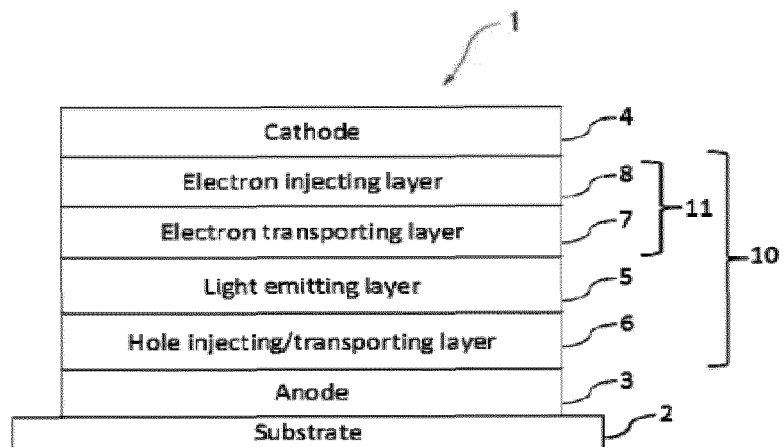 1
Cathode 4
Electron injecting layer 8
11
Electron transporting layer 7
10
Light emitting layer 5
Hole injecting/transporting layer 6
Anode 3
Substrate 2